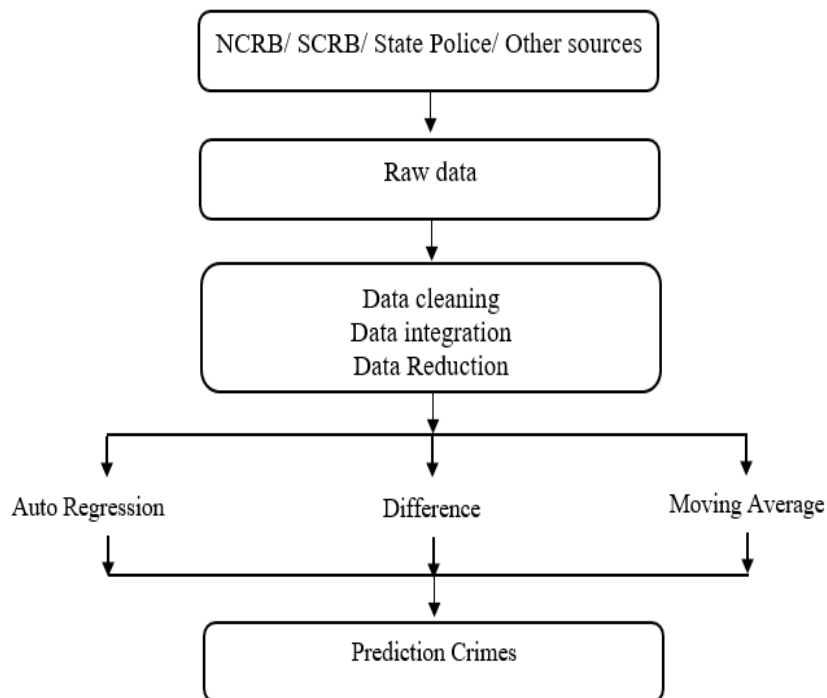 NCRB/ SCRB/ State Police/ Other sources
Raw data
Data cleaning
Data integration
Data Reduction
Auto Regression
Difference
Moving Average
Prediction Crimes